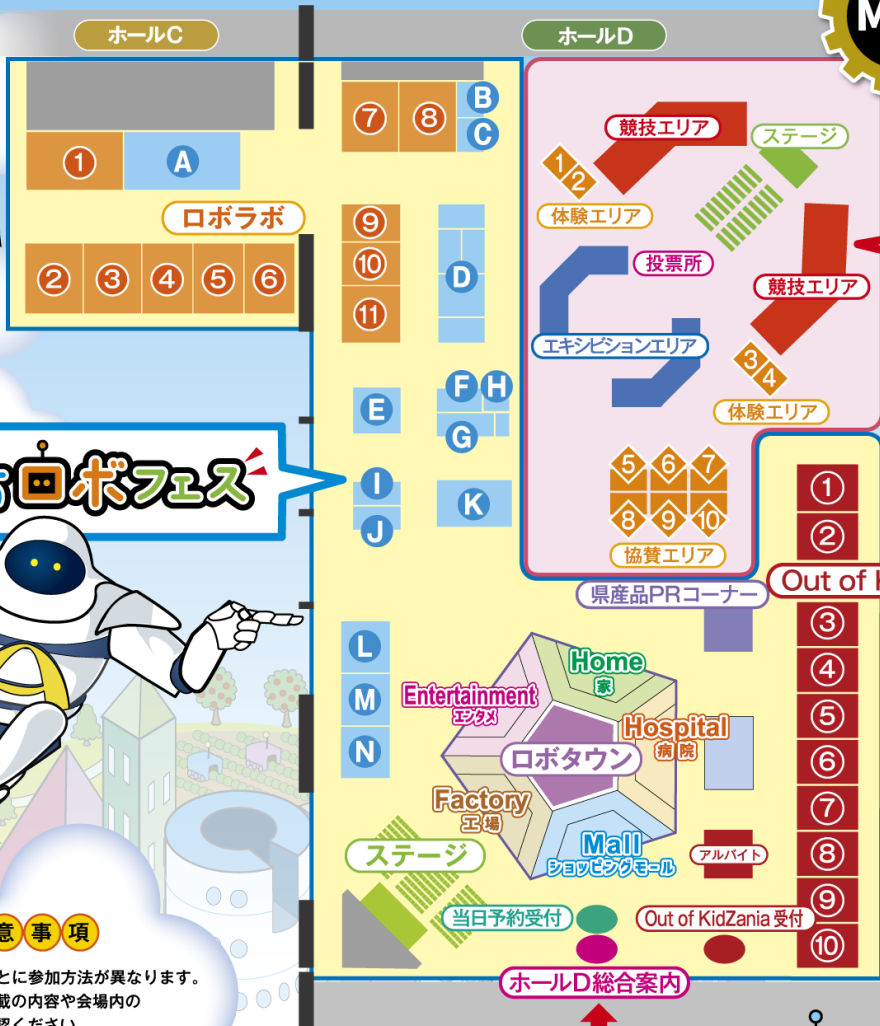 ホールC
ホールD
M
⑦
⑧
B
C
①
A
競技エリア
ステージ
1
2
体験エリア
ロボラボ
⑨
②
③
④
⑤
⑥
⑩
D
⑪
投票所
競技エリア
エキシビションエリア
3
4
体験エリア
E
F
H
G
ロボフェス
I
J
K
5
6
7
8
9
10
協賛エリア
①
②
Out of K
県産品PRコーナー
③
④
⑤
⑥
⑦
⑧
⑨
⑩
L
M
N
Home
家
Entertainment
エンタメ
Hospital
病院
ロボタウン
Factory
工場
Mall
ショッピングモール
ステージ
アルバイト
当日予約受付
Out of KidZania 受付
ホールD総合案内
意事項
とに参加方法が異なります。
載の内容や会場内の
認ください